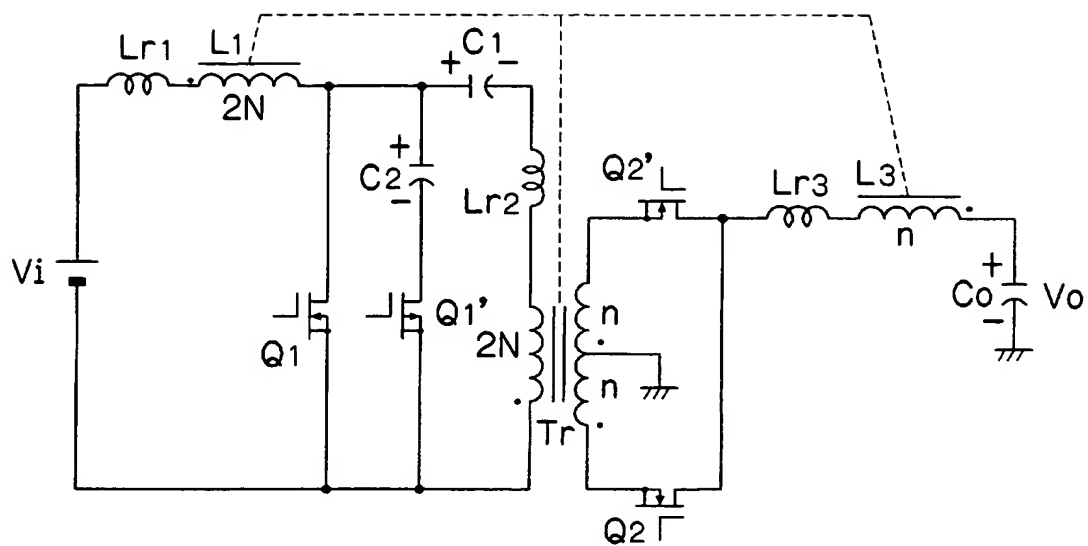 Lr1
L1
2N
+ C1 -
Vi
Q1
+
C2
-
Q1'
Lr2
2N
Tr
n
n
Q2'
Q2
Lr3
L3
n
+
Co
-
Vo